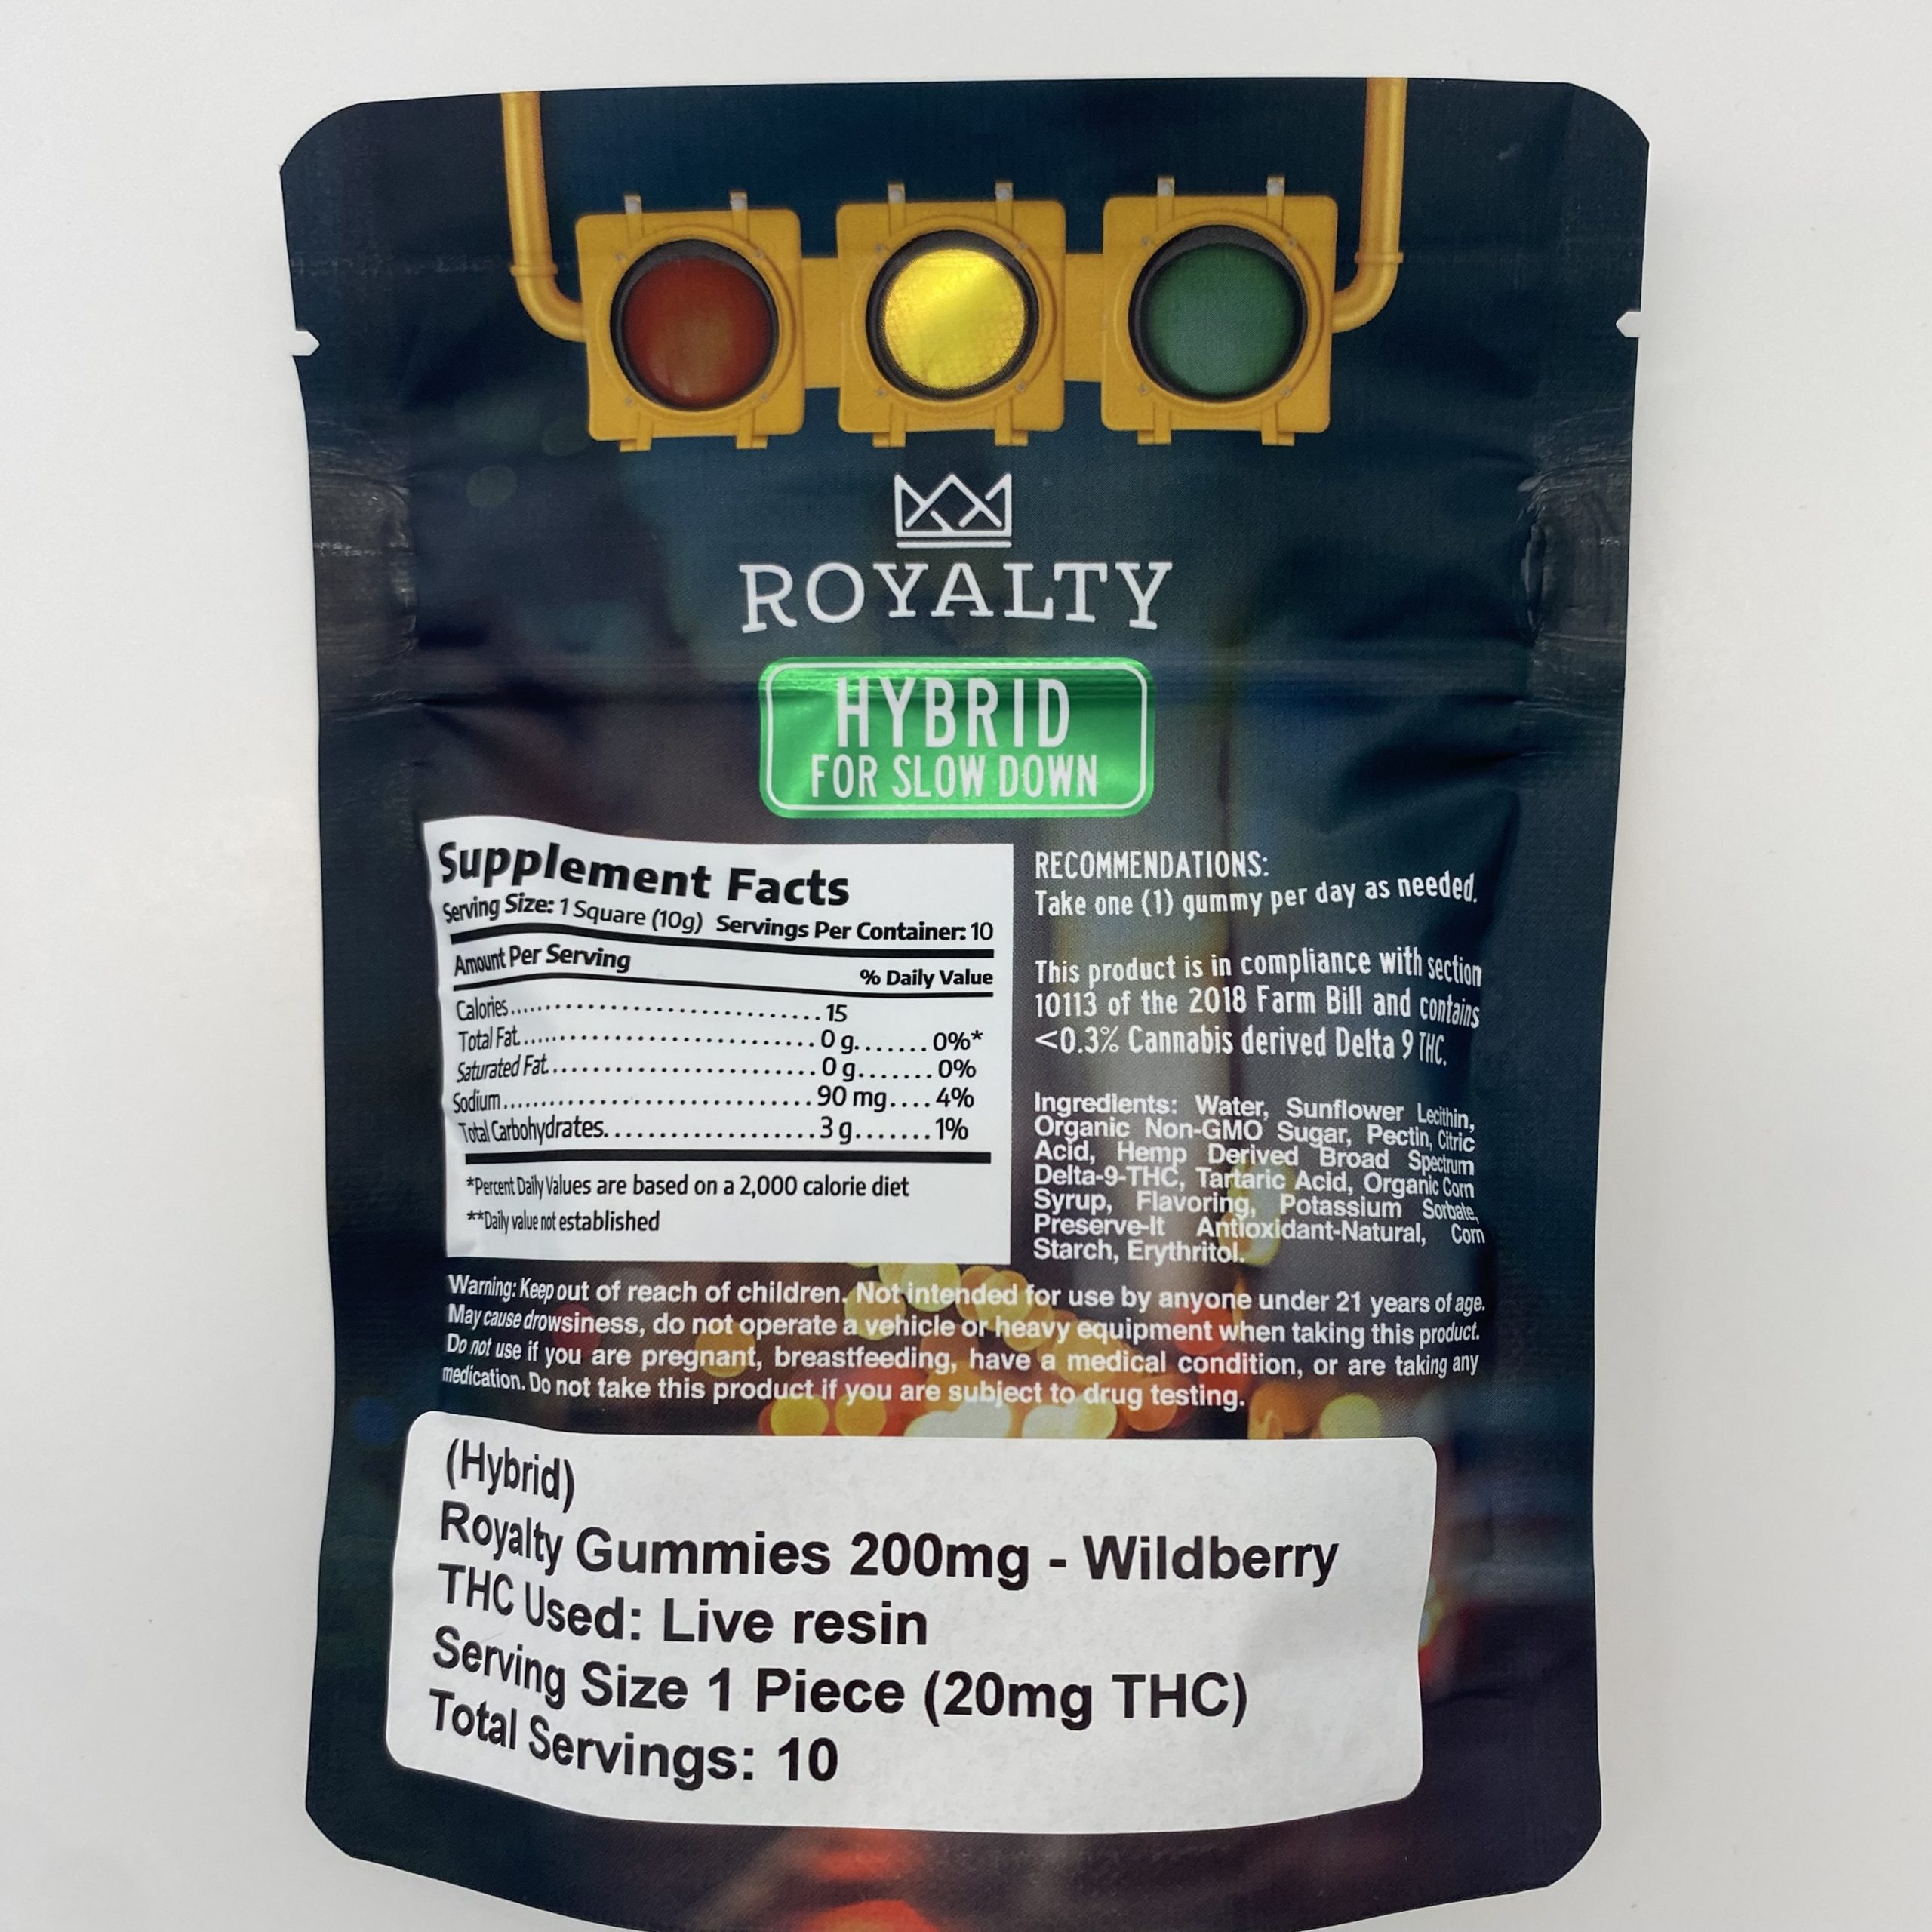 ROYALTY
HYBRID
FOR SLOW DOWN
Supplement Facts
Serving Size: 1 Square (10g) Servings Per Container: 10
Amount Per Serving
% Daily Value
Calories.................................15
Total Fat...............................0 g.......0%*
Saturated Fat............................0 g.......0%
Sodium.................................90 mg....4%
Total Carbohydrates......................3 g.......1%
*Percent Daily Values are based on a 2,000 calorie diet
**Daily value not established
RECOMMENDATIONS:
Take one (1) gummy per day as needed.
This product is in compliance with section
10113 of the 2018 Farm Bill and contains
<0.3% Cannabis derived Delta 9 THC.
Ingredients: Water, Sunflower Lecithin,
Organic Non-GMO Sugar, Pectin, Citric
Acid, Hemp Derived Broad Spectrum
Delta-9-THC, Tartaric Acid, Organic Corn
Syrup, Flavoring, Potassium Sorbate,
Preserve-It Antioxidant-Natural, Corn
Starch, Erythritol.
Warning: Keep out of reach of children. Not intended for use by anyone under 21 years of age.
May cause drowsiness, do not operate a vehicle or heavy equipment when taking this product.
Do not use if you are pregnant, breastfeeding, have a medical condition, or are taking any
medication. Do not take this product if you are subject to drug testing.
(Hybrid)
Royalty Gummies 200mg - Wildberry
THC Used: Live resin
Serving Size 1 Piece (20mg THC)
Total Servings: 10